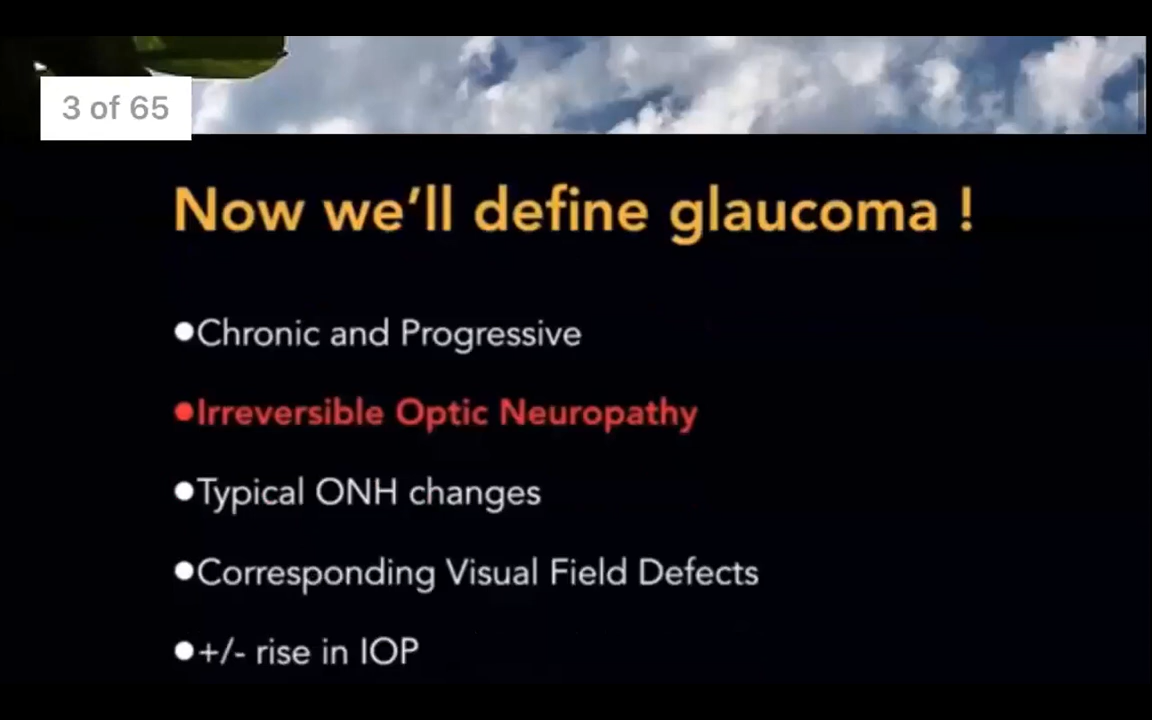 3 of 65
Now we’ll define glaucoma !
●Chronic and Progressive
●Irreversible Optic Neuropathy
●Typical ONH changes
●Corresponding Visual Field Defects
●+/- rise in IOP